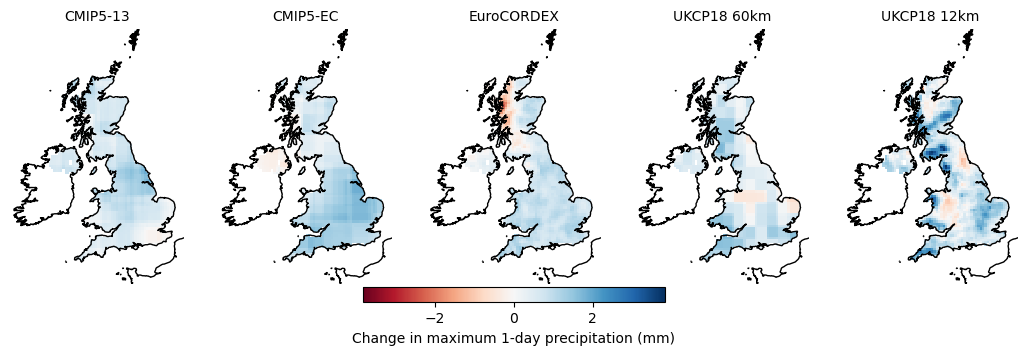 CMIP5-13 CMIP5-EC EuroCORDEX UKCP18 60km UKCP18 12km
−2 0 2
Change in maximum 1-day precipitation (mm)